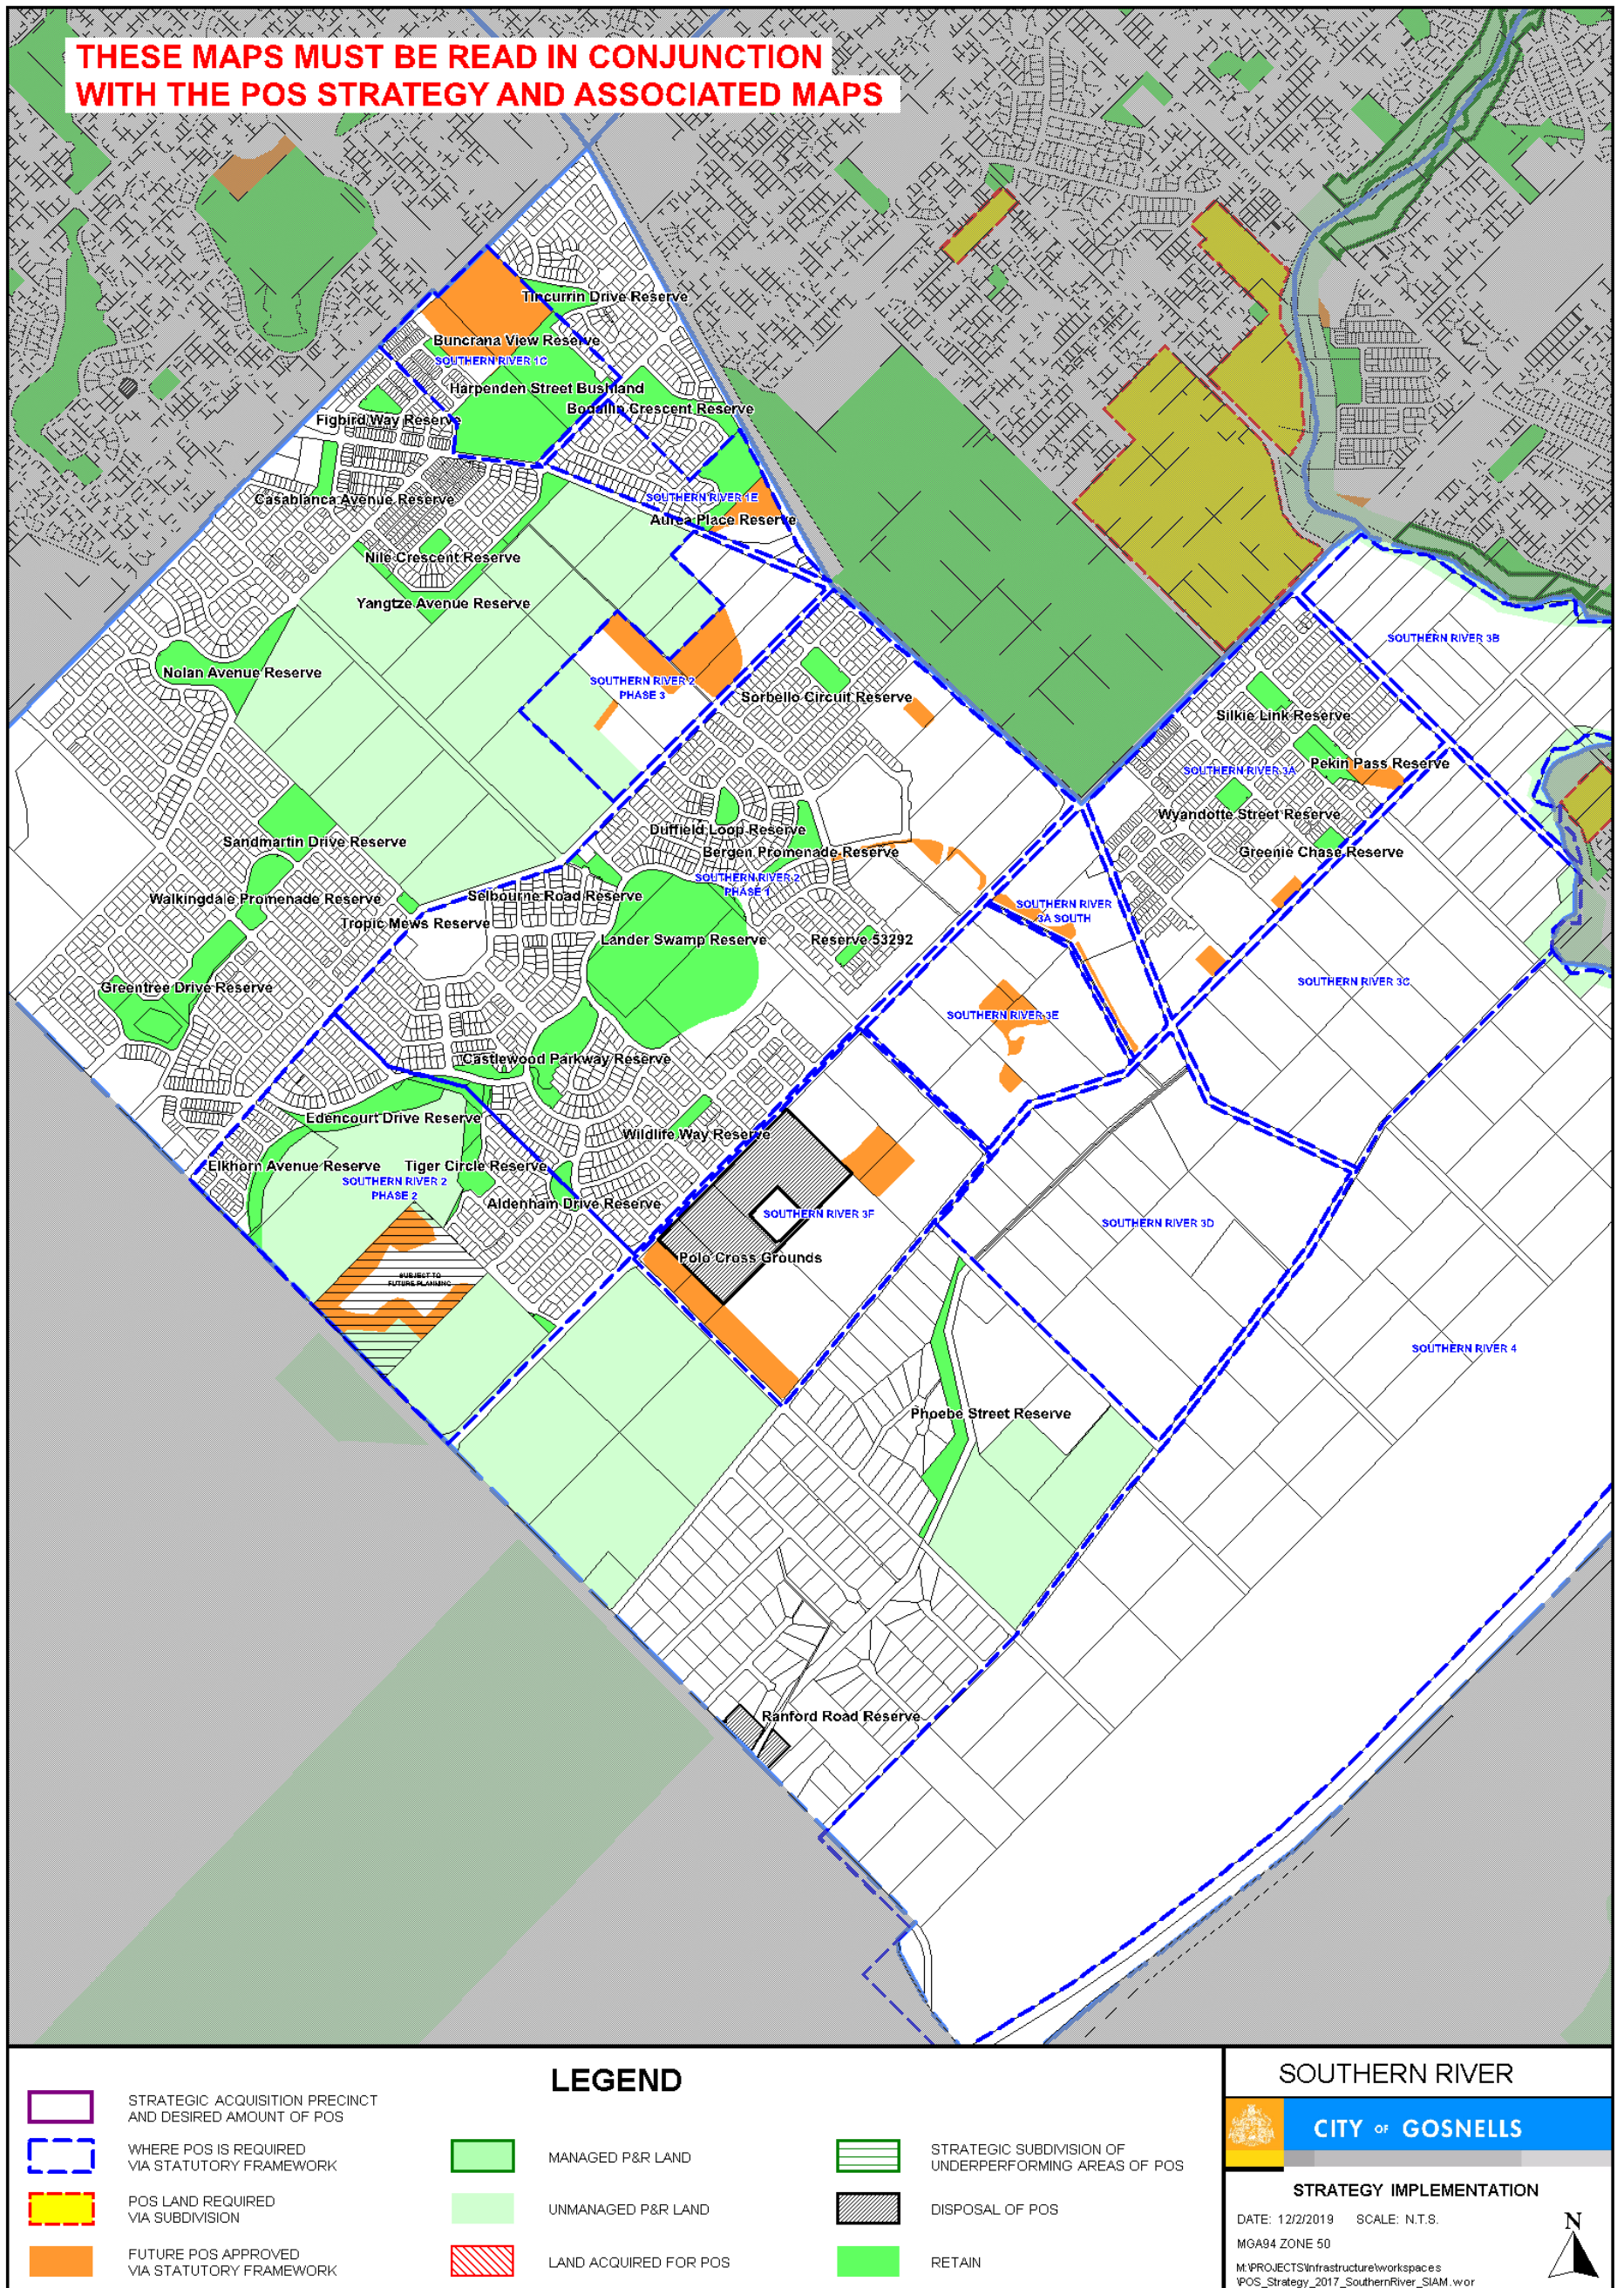 THESE MAPS MUST BE READ IN CONJUNCTION
WITH THE POS STRATEGY AND ASSOCIATED MAPS
Tincurrin Drive Reserve
Buncrana View Reserve
SOUTHERN RIVER 1C
Harpenden Street Bushland
Bodallin Crescent Reserve
Figbird Way Reserve
SOUTHERN RIVER 1E
Casablanca Avenue Reserve
Aurea Place Reserve
Nile Crescent Reserve
Yangtze Avenue Reserve
SOUTHERN RIVER 3B
Nolan Avenue Reserve
SOUTHERN RIVER 2
PHASE 3
Sorbello Circuit Reserve
Silkie Link Reserve
SOUTHERN RIVER 3A
Pekin Pass Reserve
Wyandotte Street Reserve
Duffield Loop Reserve
Sandmartin Drive Reserve
Bergen Promenade Reserve
Greenie Chase Reserve
SOUTHERN RIVER 2
PHASE 1
Walkingdale Promenade Reserve
Selbourne Road Reserve
SOUTHERN RIVER
3A SOUTH
Tropic Mews Reserve
Lander Swamp Reserve
Reserve 53292
SOUTHERN RIVER 3C
Greentree Drive Reserve
SOUTHERN RIVER 3E
Castlewood Parkway Reserve
Edencourt Drive Reserve
Wildlife Way Reserve
Elkhorn Avenue Reserve
Tiger Circle Reserve
SOUTHERN RIVER 2
PHASE 2
Aldenham Drive Reserve
SOUTHERN RIVER 3F
SOUTHERN RIVER 3D
Polo Cross Grounds
SUBJECT TO
FUTURE PLANNING
SOUTHERN RIVER 4
Phoebe Street Reserve
Ranford Road Reserve
LEGEND
STRATEGIC ACQUISITION PRECINCT
AND DESIRED AMOUNT OF POS
WHERE POS IS REQUIRED
VIA STATUTORY FRAMEWORK
POS LAND REQUIRED
VIA SUBDIVISION
FUTURE POS APPROVED
VIA STATUTORY FRAMEWORK
MANAGED P&R LAND
UNMANAGED P&R LAND
LAND ACQUIRED FOR POS
STRATEGIC SUBDIVISION OF
UNDERPERFORMING AREAS OF POS
DISPOSAL OF POS
RETAIN
SOUTHERN RIVER
CITY OF GOSNELLS
STRATEGY IMPLEMENTATION
DATE: 12/2/2019 SCALE: N.T.S.
MGA94 ZONE 50
M:\PROJECTS\Infrastructure\workspaces
\POS_Strategy_2017_SouthernRiver_SIAM.wor
N